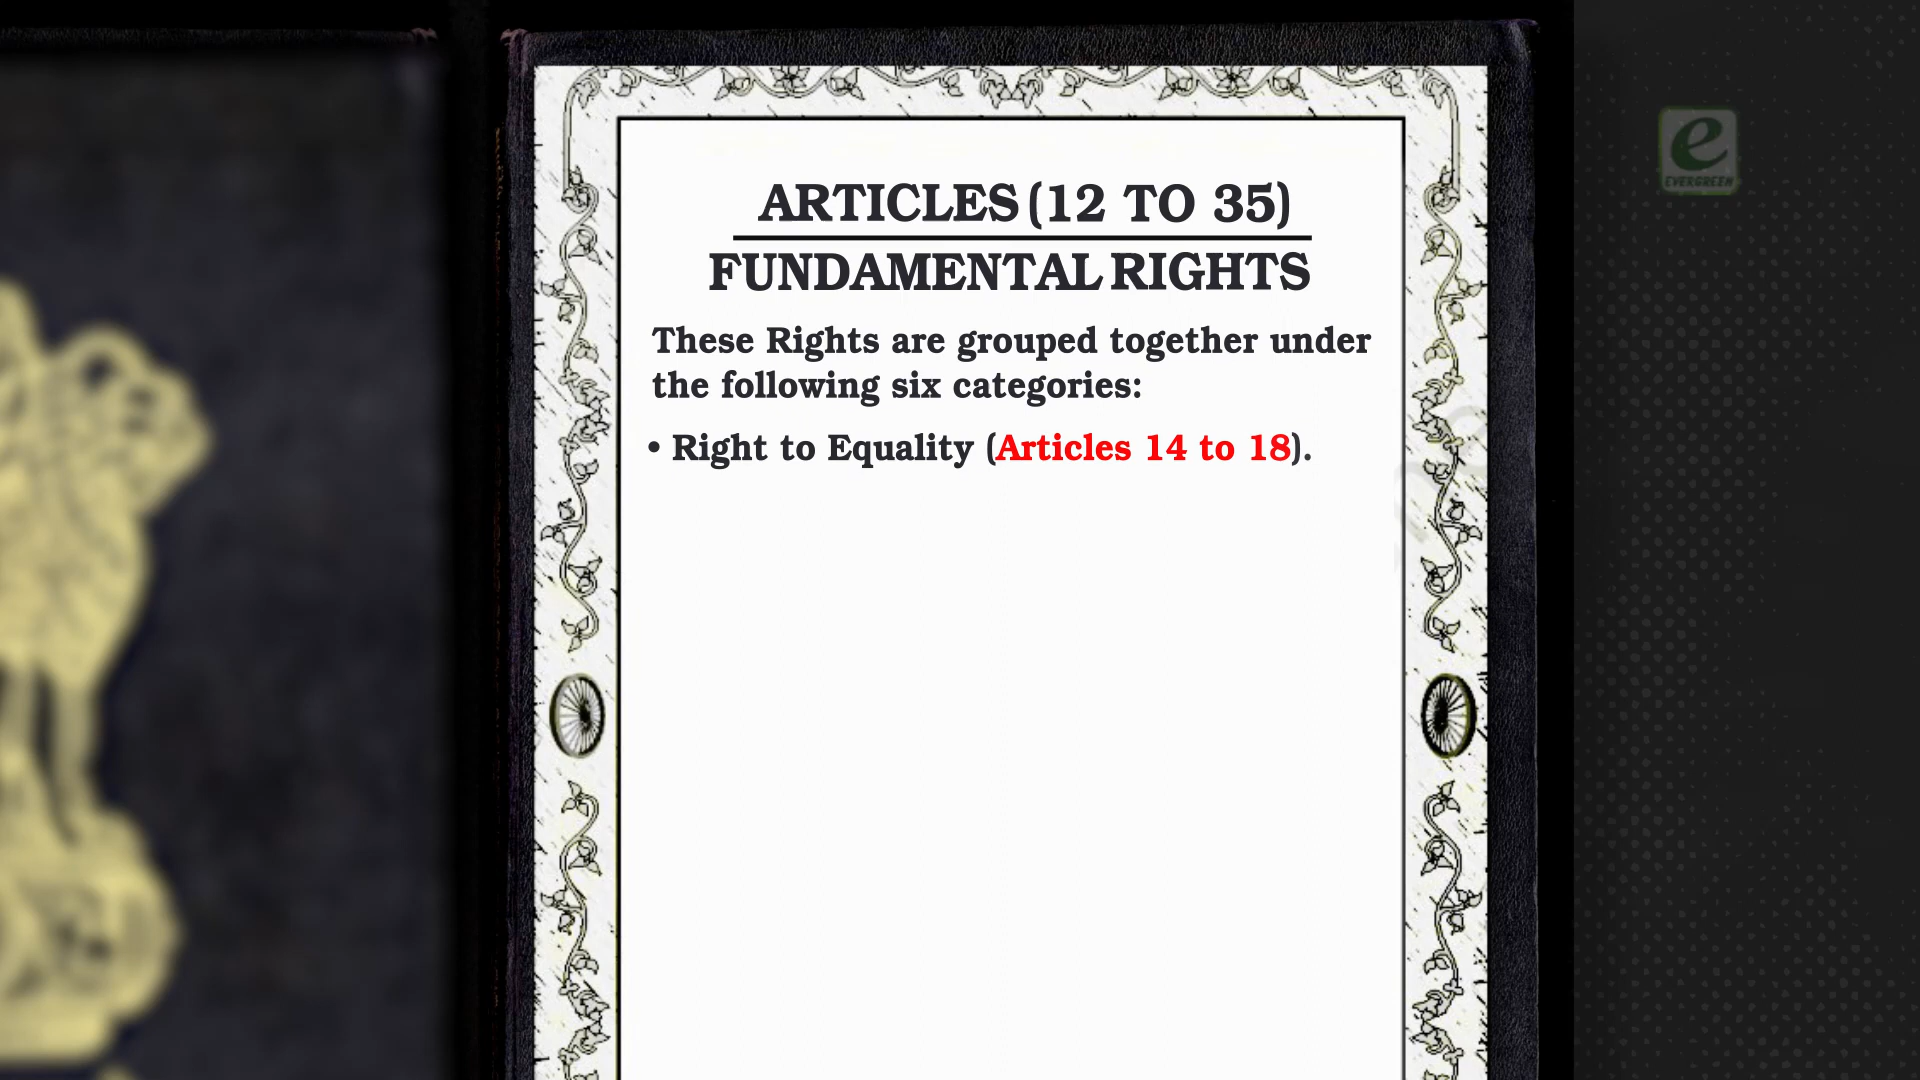 ARTICLES (12 TO 35)
FUNDAMENTAL RIGHTS
These Rights are grouped together under
the following six categories:
• Right to Equality (Articles 14 to 18).
e
EVERGREEN